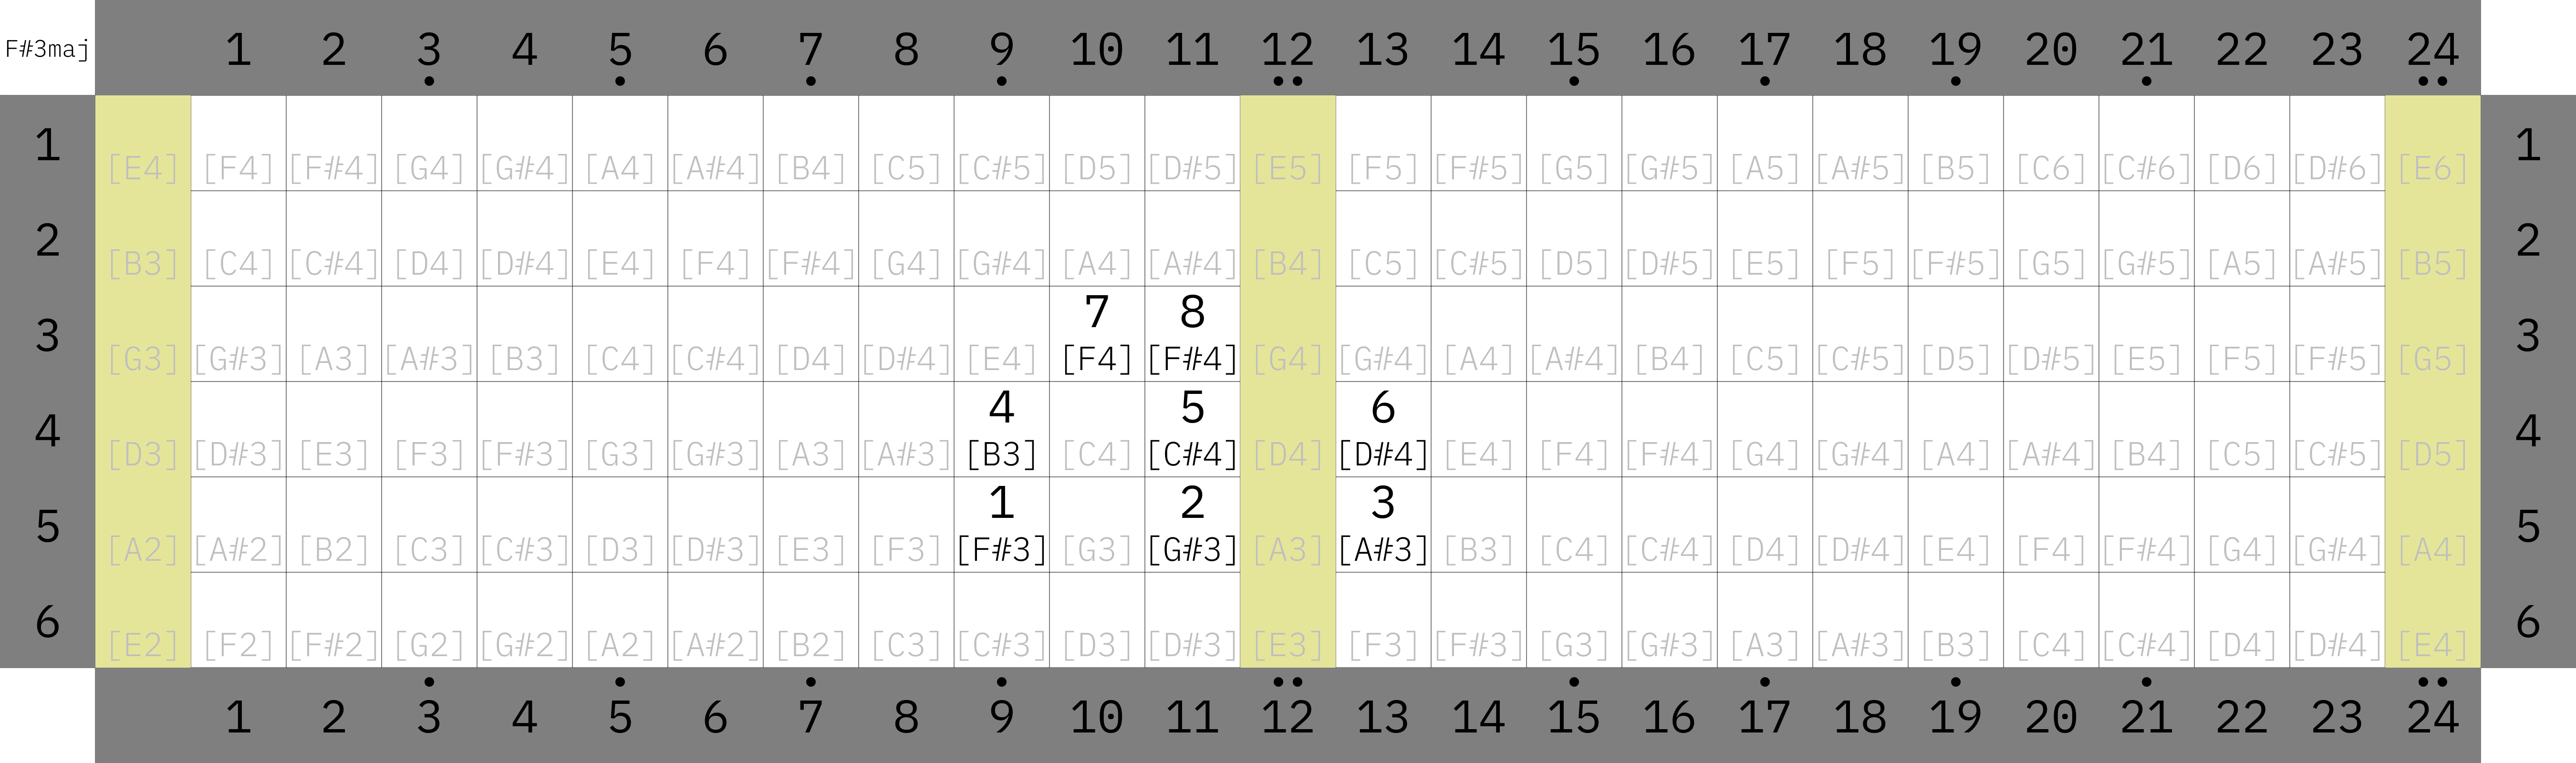 F#3maj 1 2 3 4 5 6 7 8 9 10 11 12 13 14 15 16 17 18 19 20 21 22 23 24
1 [E4] [F4] [F#4] [G4] [G#4] [A4] [A#4] [B4] [C5] [C#5] [D5] [D#5] [E5] [F5] [F#5] [G5] [G#5] [A5] [A#5] [B5] [C6] [C#6] [D6] [D#6] [E6] 1
2 [B3] [C4] [C#4] [D4] [D#4] [E4] [F4] [F#4] [G4] [G#4] [A4] [A#4] [B4] [C5] [C#5] [D5] [D#5] [E5] [F5] [F#5] [G5] [G#5] [A5] [A#5] [B5] 2
7 8
3 [G3] [G#3] [A3] [A#3] [B3] [C4] [C#4] [D4] [D#4] [E4] [F4] [F#4] [G4] [G#4] [A4] [A#4] [B4] [C5] [C#5] [D5] [D#5] [E5] [F5] [F#5] [G5] 3
4 5 6
4 [D3] [D#3] [E3] [F3] [F#3] [G3] [G#3] [A3] [A#3] [B3] [C4] [C#4] [D4] [D#4] [E4] [F4] [F#4] [G4] [G#4] [A4] [A#4] [B4] [C5] [C#5] [D5] 4
1 2 3
5 [A2] [A#2] [B2] [C3] [C#3] [D3] [D#3] [E3] [F3] [F#3] [G3] [G#3] [A3] [A#3] [B3] [C4] [C#4] [D4] [D#4] [E4] [F4] [F#4] [G4] [G#4] [A4] 5
6 [E2] [F2] [F#2] [G2] [G#2] [A2] [A#2] [B2] [C3] [C#3] [D3] [D#3] [E3] [F3] [F#3] [G3] [G#3] [A3] [A#3] [B3] [C4] [C#4] [D4] [D#4] [E4] 6
1 2 3 4 5 6 7 8 9 10 11 12 13 14 15 16 17 18 19 20 21 22 23 24